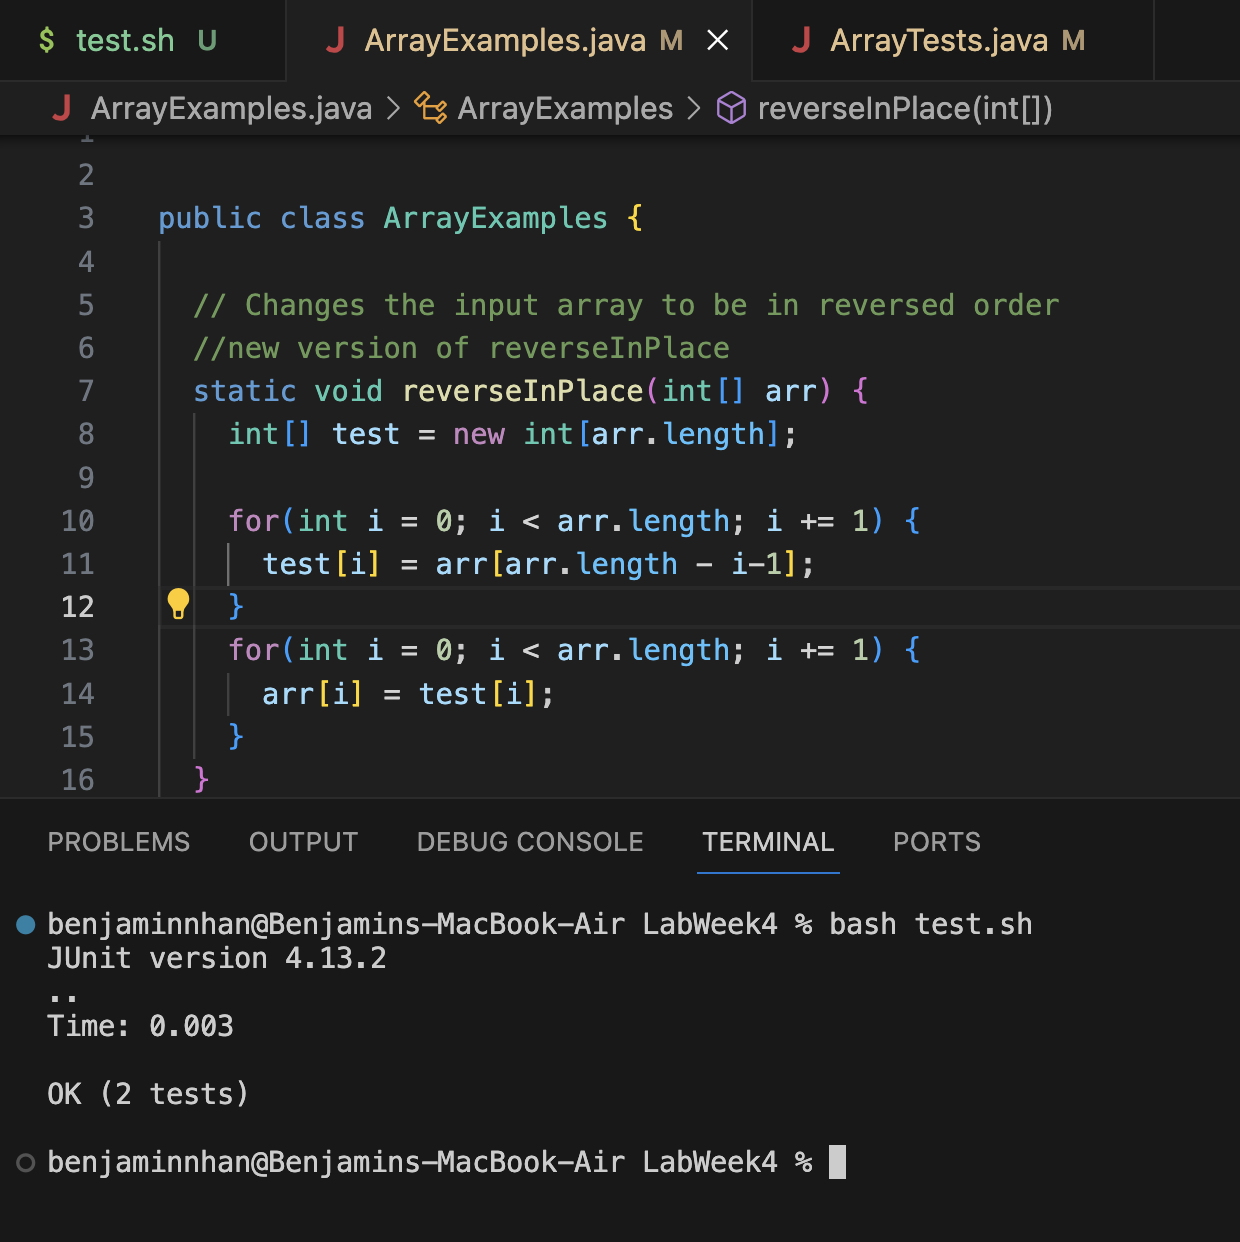 $ test.sh U J ArrayExamples.java M × J ArrayTests.java M
J ArrayExamples.java > ArrayExamples > reverseInPlace(int[])
1
2
3 public class ArrayExamples {
4
5 // Changes the input array to be in reversed order
6 //new version of reverseInPlace
7 static void reverseInPlace(int[] arr) {
8 int[] test = new int[arr.length];
9
10 for(int i = 0; i < arr.length; i += 1) {
11 test[i] = arr[arr.length - i-1];
12 }
13 for(int i = 0; i < arr.length; i += 1) {
14 arr[i] = test[i];
15 }
16 }
PROBLEMS OUTPUT DEBUG CONSOLE TERMINAL PORTS
benjaminnhan@Benjamins-MacBook-Air LabWeek4 % bash test.sh
JUnit version 4.13.2
..
Time: 0.003
OK (2 tests)
benjaminnhan@Benjamins-MacBook-Air LabWeek4 %